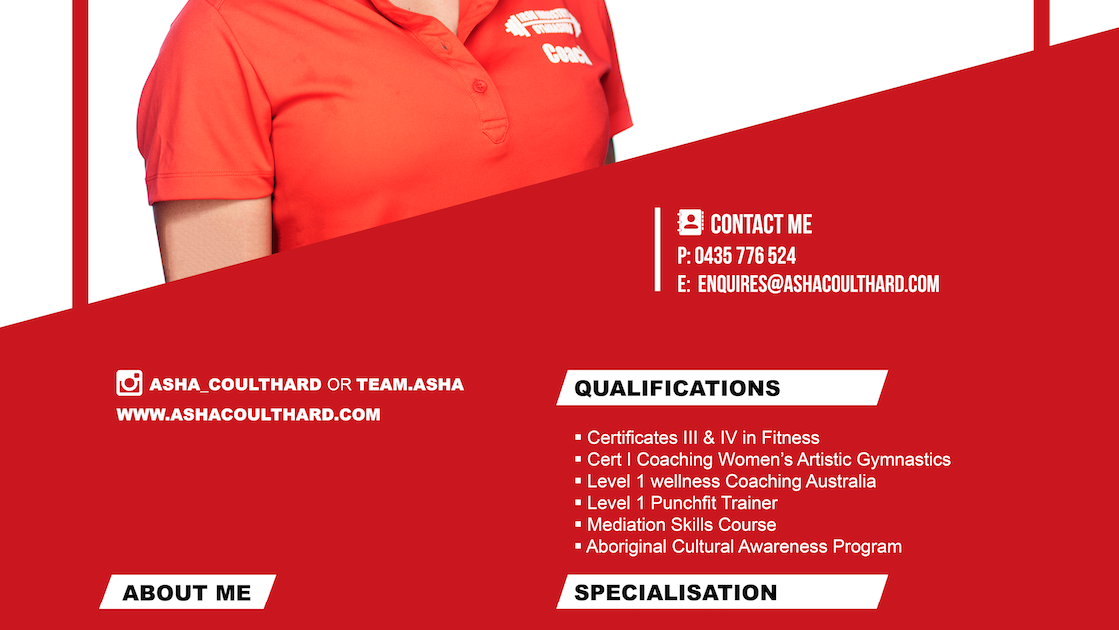 Coach
CONTACT ME
P: 0435 776 524
E: ENQUIRES@ASHACOULTHARD.COM
ASHA_COULTHARD OR TEAM.ASHA
WWW.ASHACOULTHARD.COM
QUALIFICATIONS
▪ Certificates III & IV in Fitness
▪ Cert I Coaching Women’s Artistic Gymnastics
▪ Level 1 wellness Coaching Australia
▪ Level 1 Punchfit Trainer
▪ Mediation Skills Course
▪ Aboriginal Cultural Awareness Program
ABOUT ME
SPECIALISATION